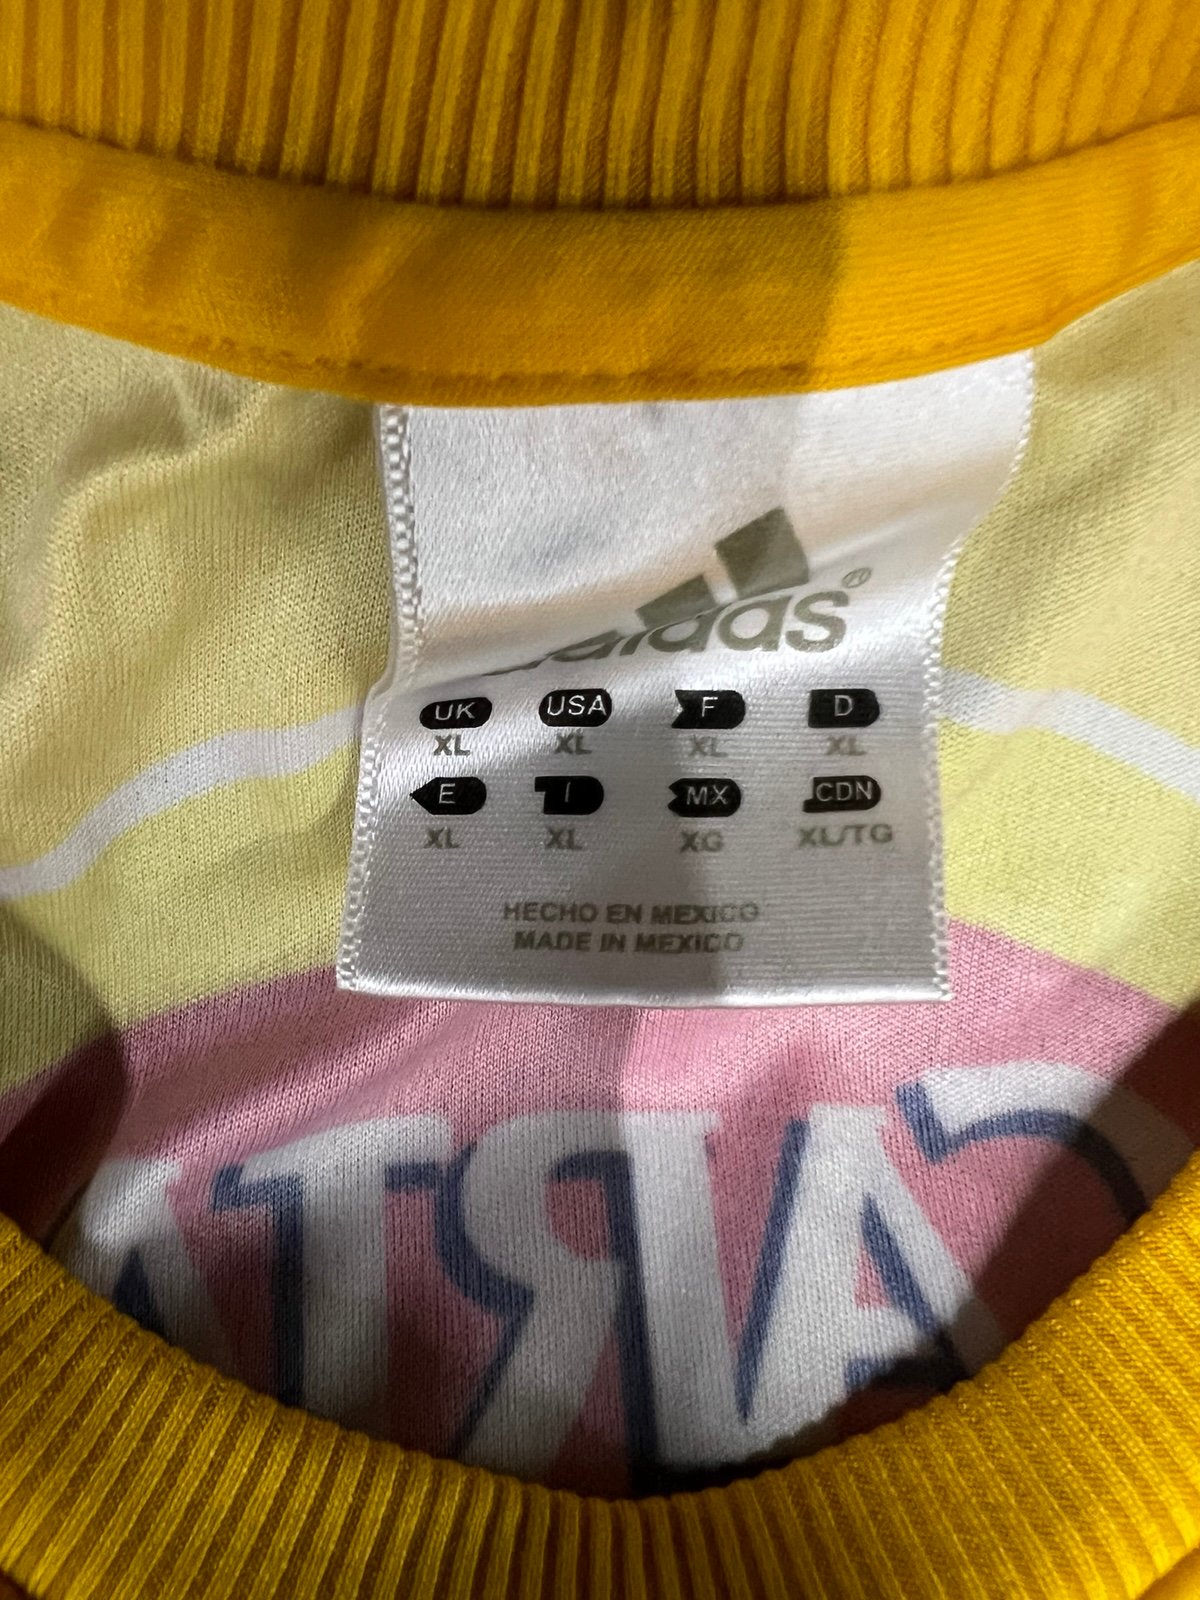 adidas®
UK USA F D
XL XL XL XL
E I MX CDN
XL XL XG XL/TG
HECHO EN MEXICO
MADE IN MEXICO